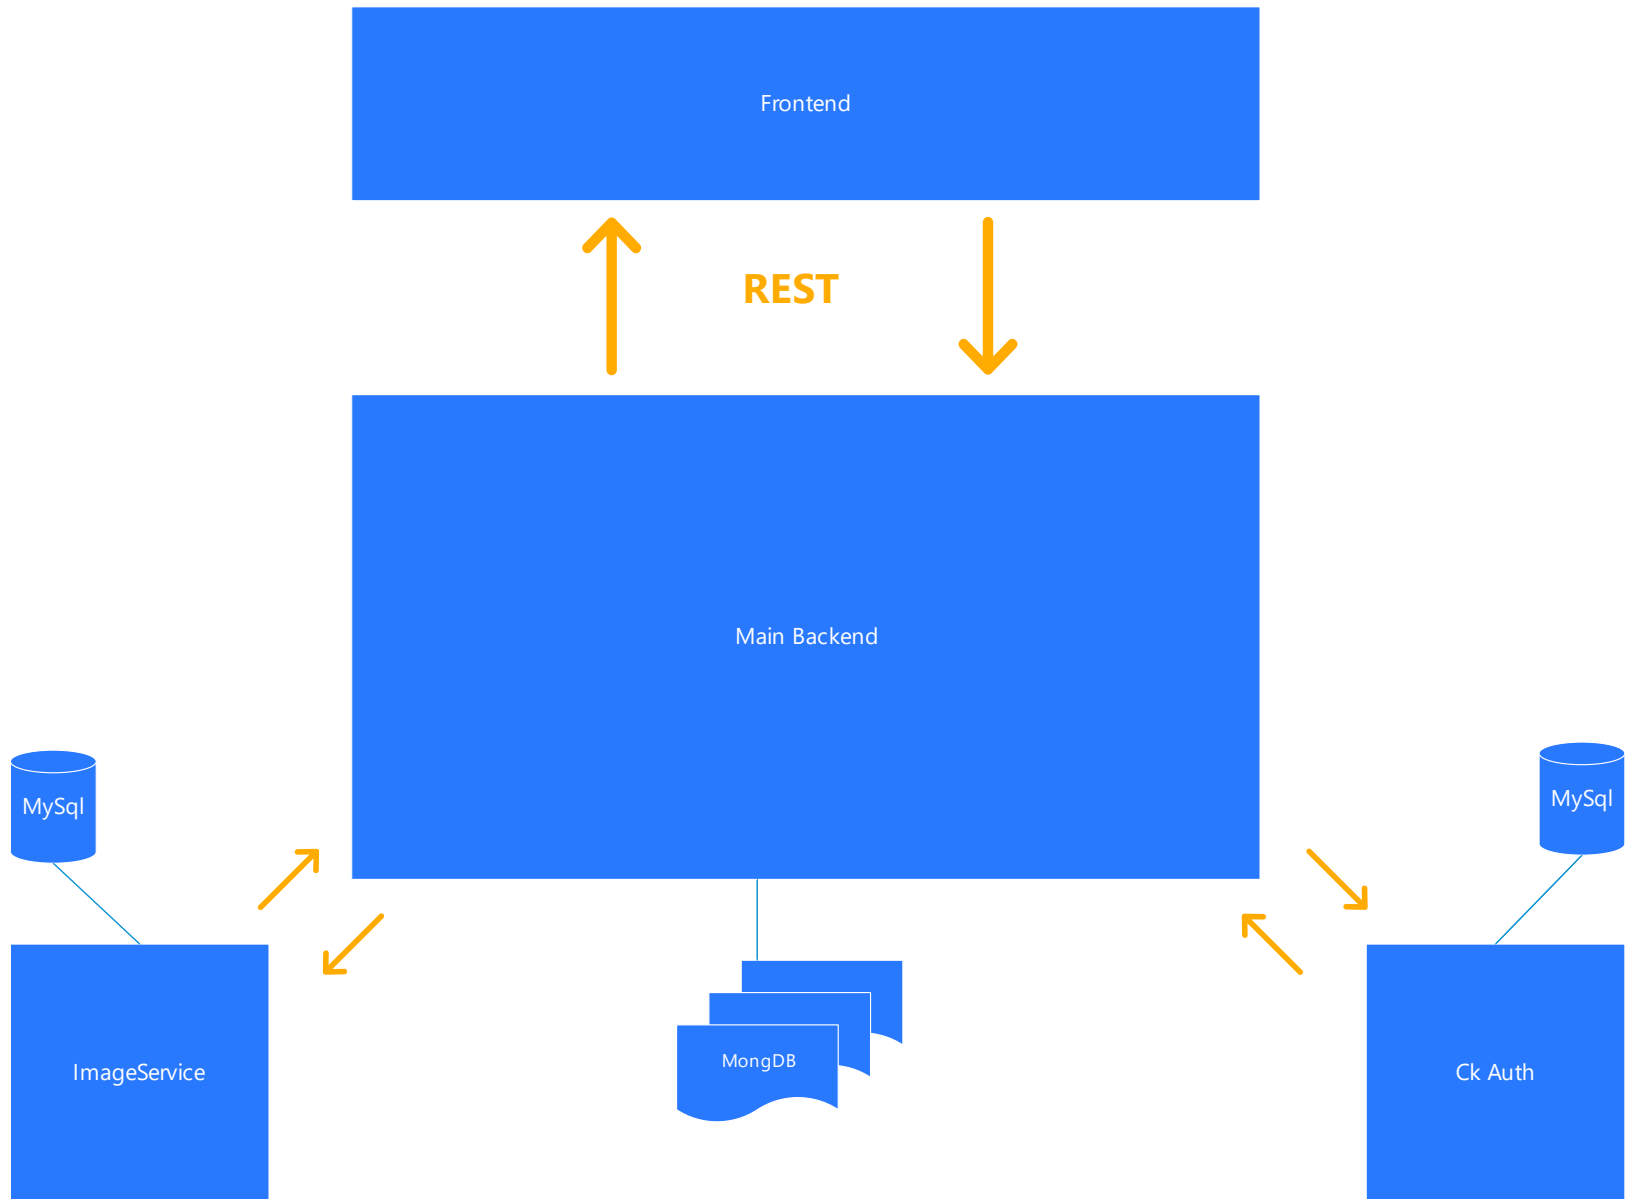 Frontend
REST
Main Backend
MySql
MySql
MongDB
ImageService
Ck Auth